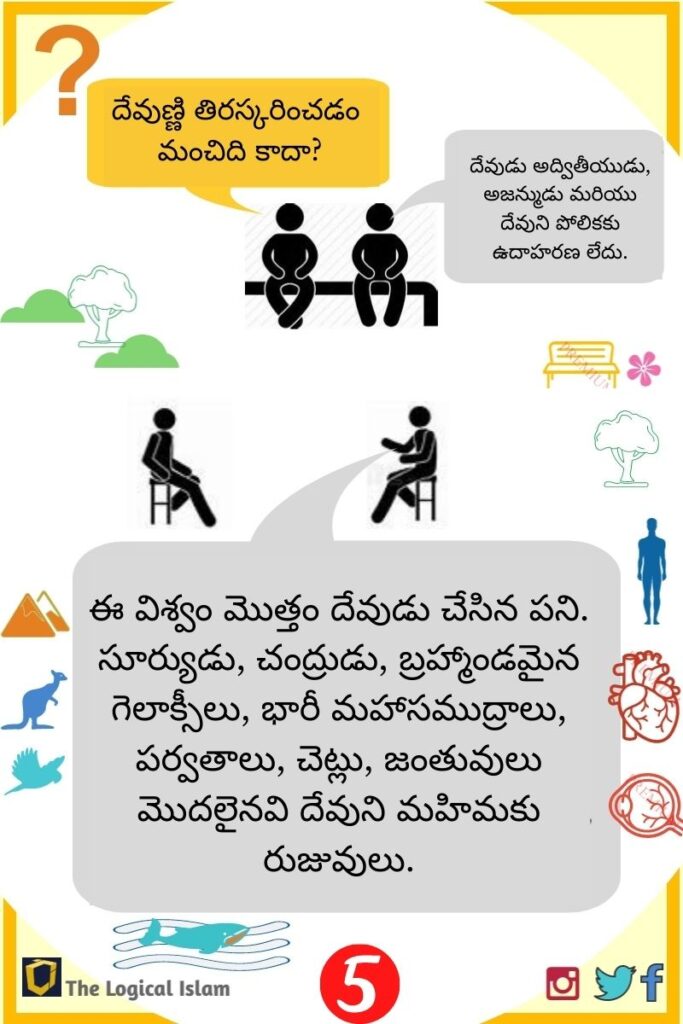 ?
దేవుణ్ణి తిరస్కరించడం
మంచిది కాదా?
దేవుడు అద్వితీయుడు,
అజన్ముడు మరియు
దేవుని పోలికకు
ఉదాహరణ లేదు.
ఈ విశ్వం మొత్తం దేవుడు చేసిన పని.
సూర్యుడు, చంద్రుడు, బ్రహ్మాండమైన
గెలాక్సీలు, భారీ మహాసముద్రాలు,
పర్వతాలు, చెట్లు, జంతువులు
మొదలైనవి దేవుని మహిమకు
రుజువులు.
The Logical Islam
5